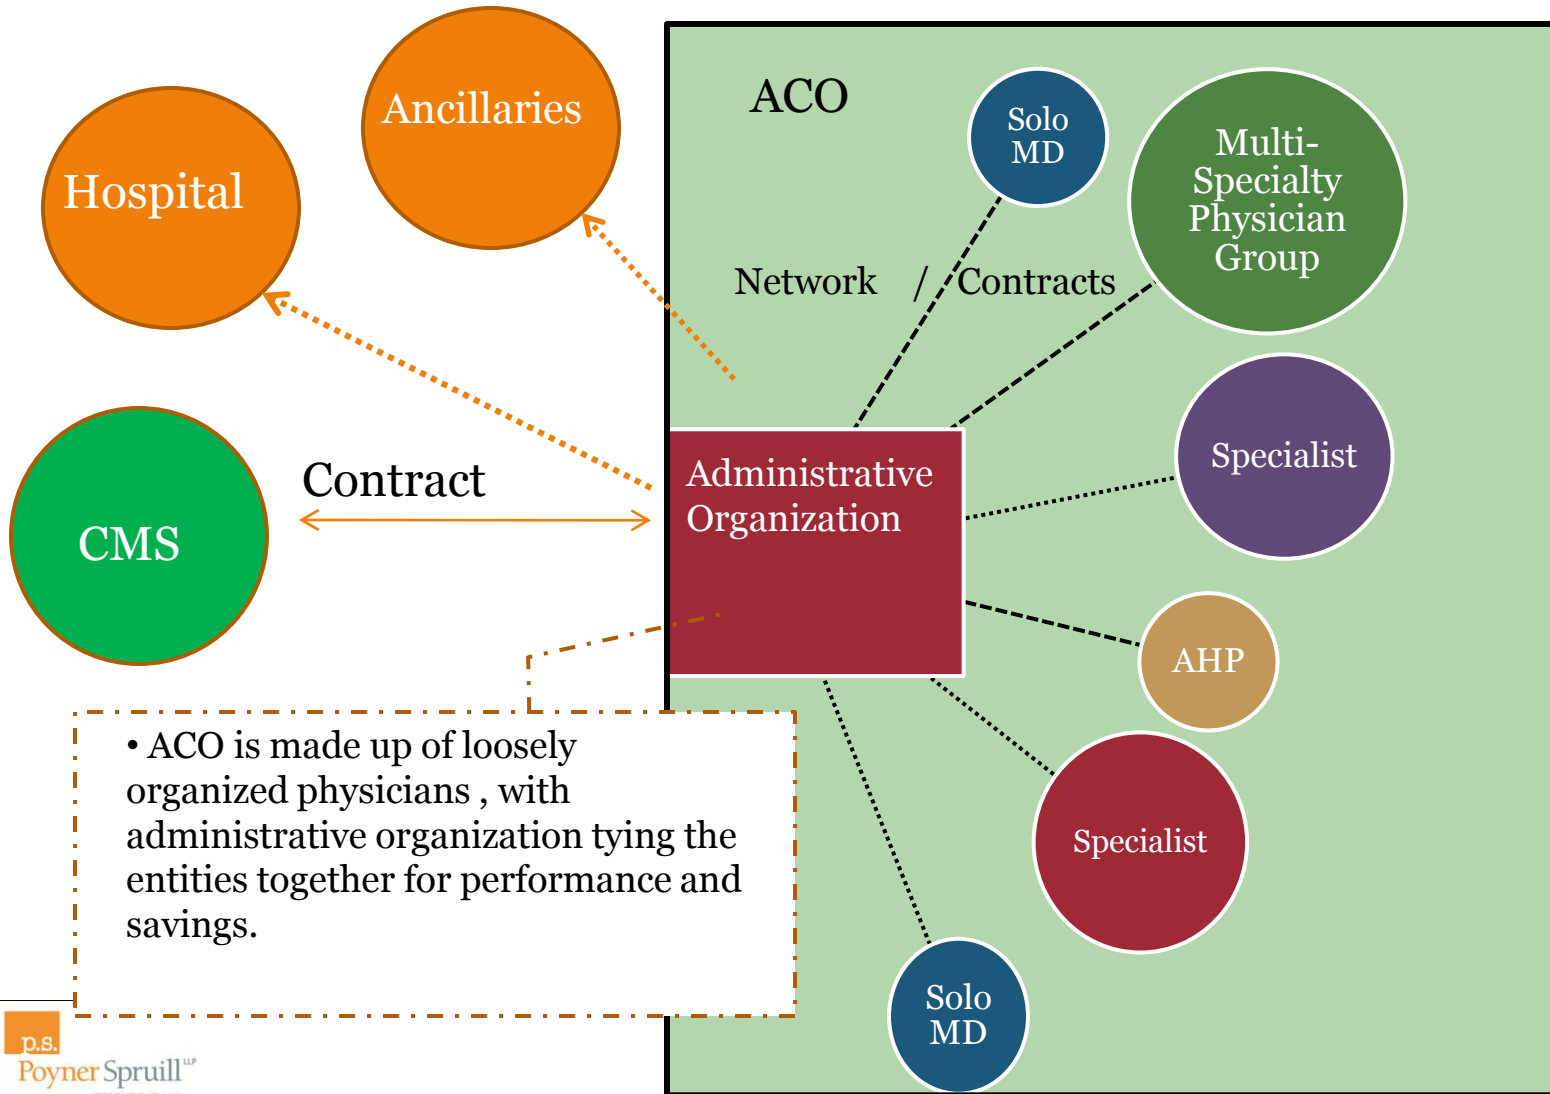 Ancillaries
Hospital
CMS
Contract
ACO
Solo
MD
Multi-
Specialty
Physician
Group
Network / Contracts
Administrative
Organization
Specialist
AHP
Specialist
Solo
MD
• ACO is made up of loosely
organized physicians , with
administrative organization tying the
entities together for performance and
savings.
p.s.
Poyner Spruill LLP